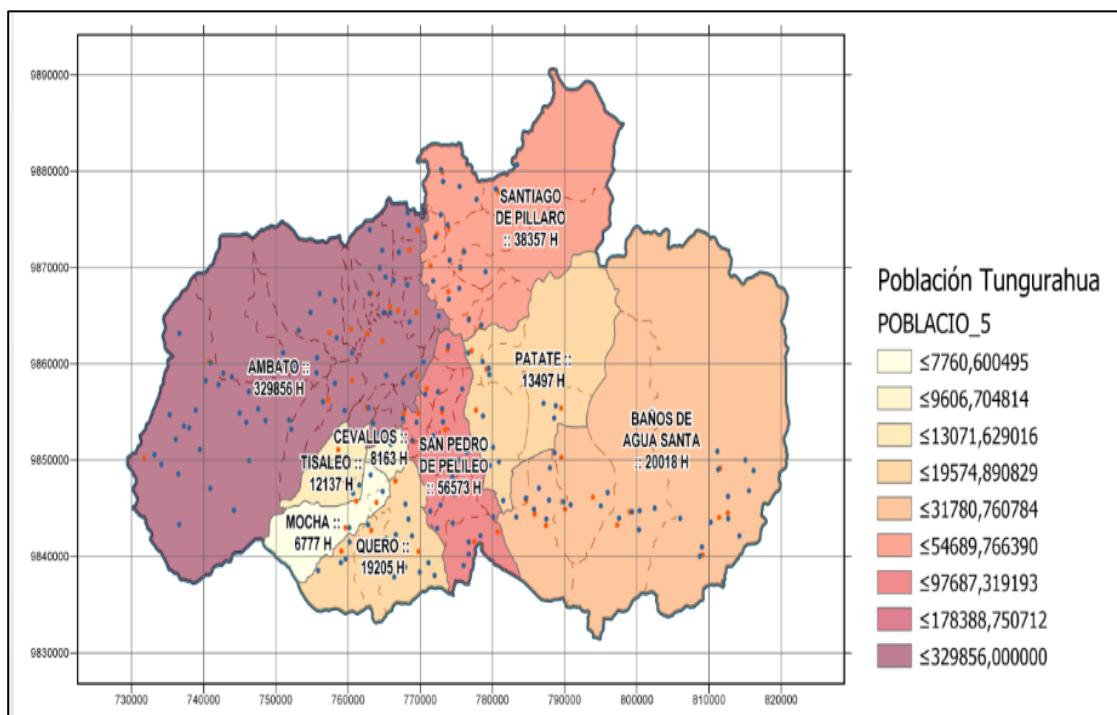 9890000
9880000
9870000
9860000
9850000
9840000
9830000
730000 740000 750000 760000 770000 780000 790000 800000 810000 820000
SANTIAGO
DE PILLARO
:: 38357 H
AMBATO ::
329856 H
PATATE ::
13497 H
BAÑOS DE
AGUA SANTA
:: 20018 H
CEVALLOS ::
8163 H
SAN PEDRO
DE PELILEO
:: 56573 H
TISALEO ::
12137 H
MOCHA ::
6777 H
QUERO ::
19205 H
Población Tungurahua
POBLACIO_5
≤7760,600495
≤9606,704814
≤13071,629016
≤19574,890829
≤31780,760784
≤54689,766390
≤97687,319193
≤178388,750712
≤329856,000000